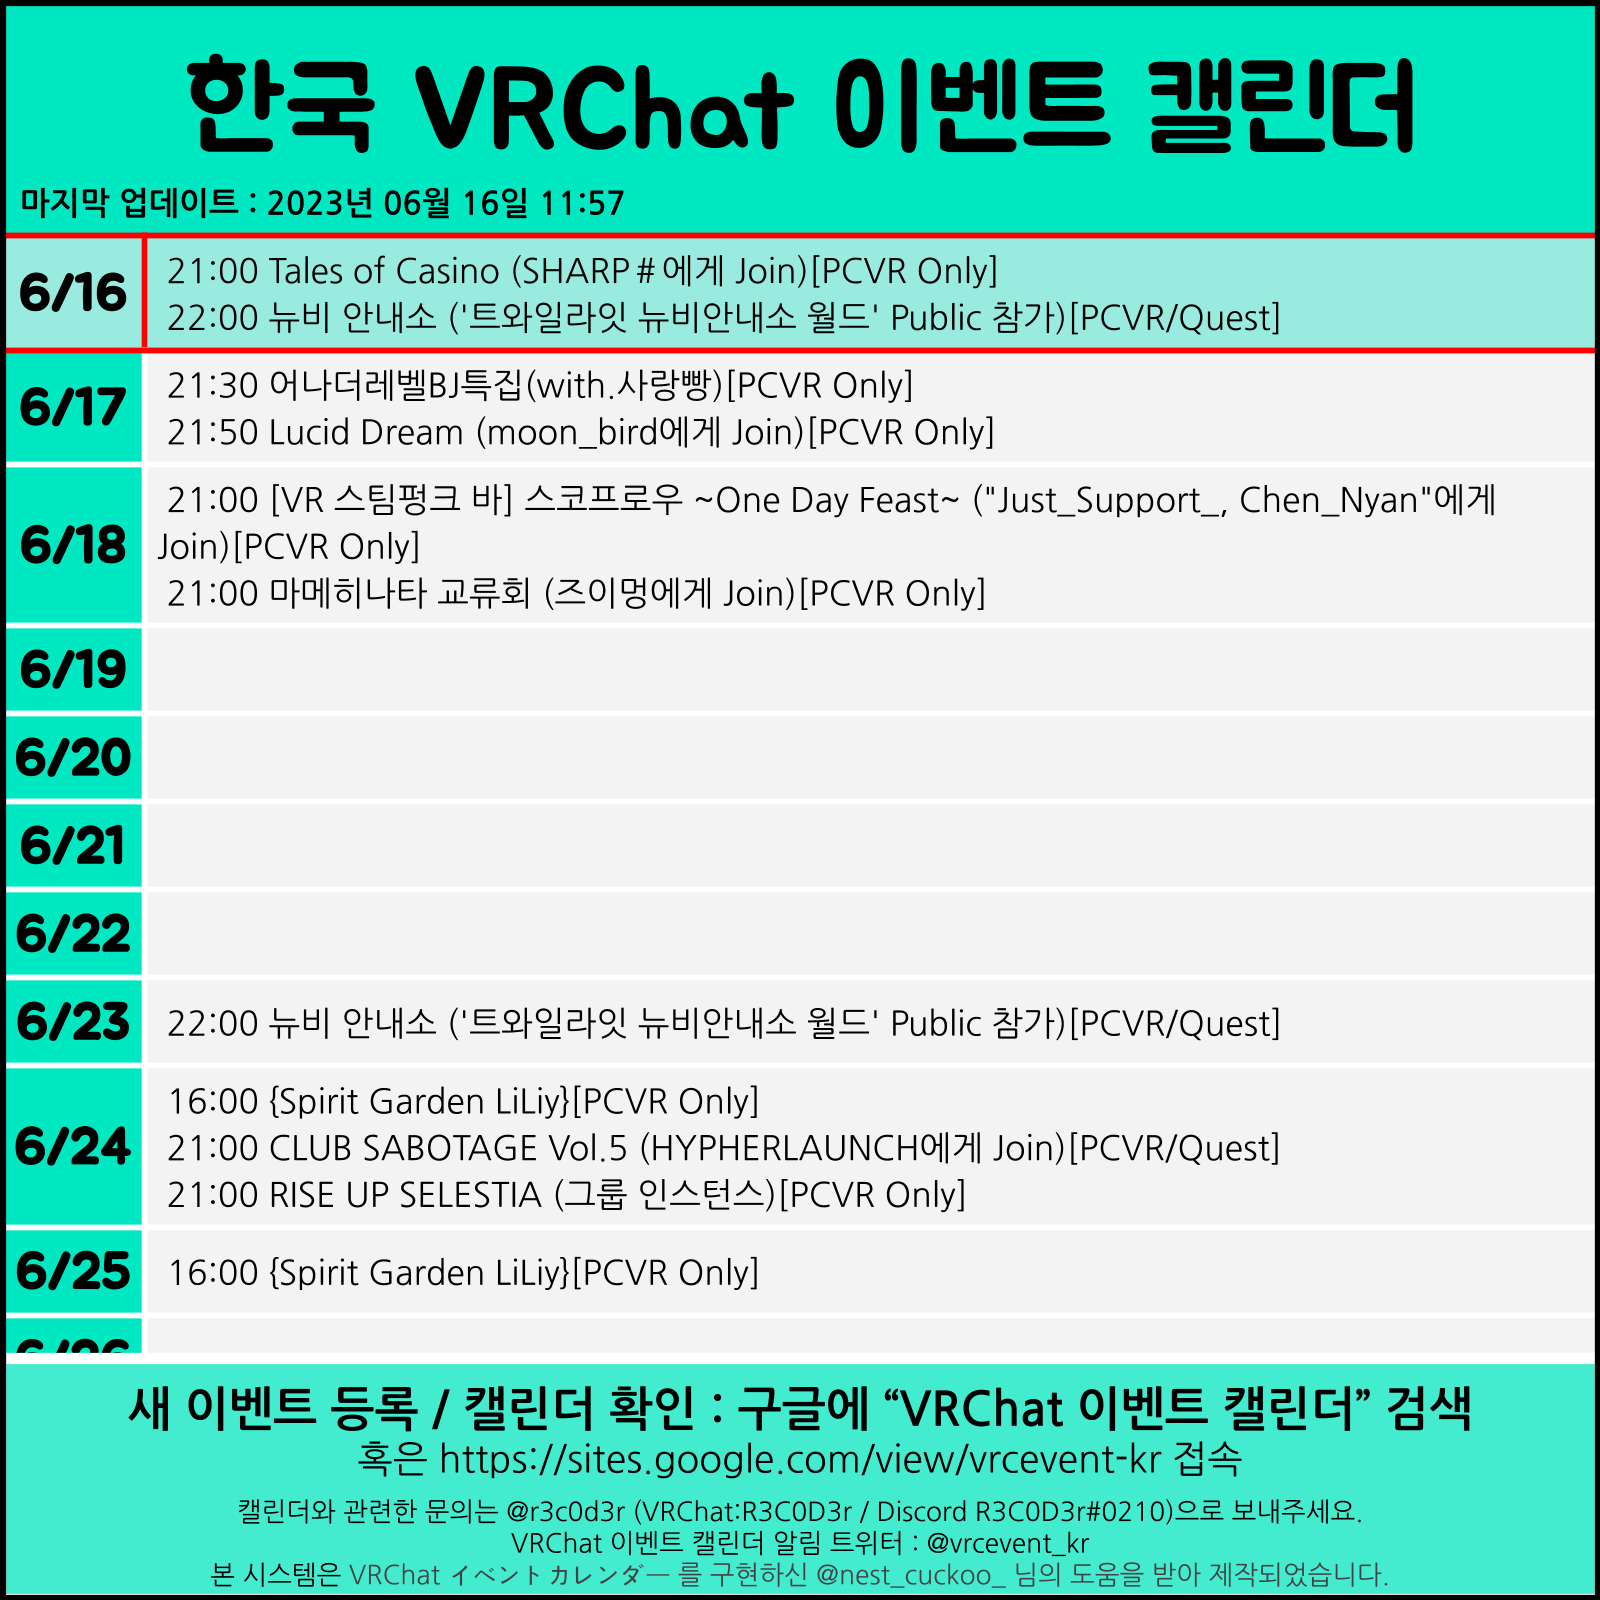 한국 VRChat 이벤트 캘린더
마지막 업데이트 : 2023년 06월 16일 11:57
6/16
21:00 Tales of Casino (SHARP#에게 Join)[PCVR Only]
22:00 뉴비 안내소 ('트와일라잇 뉴비안내소 월드' Public 참가)[PCVR/Quest]
6/17
21:30 어나더레벨BJ특집(with.사랑빵)[PCVR Only]
21:50 Lucid Dream (moon_bird에게 Join)[PCVR Only]
6/18
21:00 [VR 스팀펑크 바] 스코프로우 ~One Day Feast~ ("Just_Support_, Chen_Nyan"에게
Join)[PCVR Only]
21:00 마메히나타 교류회 (즈이멍에게 Join)[PCVR Only]
6/19
6/20
6/21
6/22
6/23
22:00 뉴비 안내소 ('트와일라잇 뉴비안내소 월드' Public 참가)[PCVR/Quest]
6/24
16:00 {Spirit Garden LiLiy}[PCVR Only]
21:00 CLUB SABOTAGE Vol.5 (HYPHERLAUNCH에게 Join)[PCVR/Quest]
21:00 RISE UP SELESTIA (그룹 인스턴스)[PCVR Only]
6/25
16:00 {Spirit Garden LiLiy}[PCVR Only]
6/26
새 이벤트 등록 / 캘린더 확인 : 구글에 “VRChat 이벤트 캘린더” 검색
혹은 https://sites.google.com/view/vrcevent-kr 접속
캘린더와 관련한 문의는 @r3c0d3r (VRChat:R3C0D3r / Discord R3C0D3r#0210)으로 보내주세요.
VRChat 이벤트 캘린더 알림 트위터 : @vrcevent_kr
본 시스템은 VRChat イベントカレンダー 를 구현하신 @nest_cuckoo_ 님의 도움을 받아 제작되었습니다.